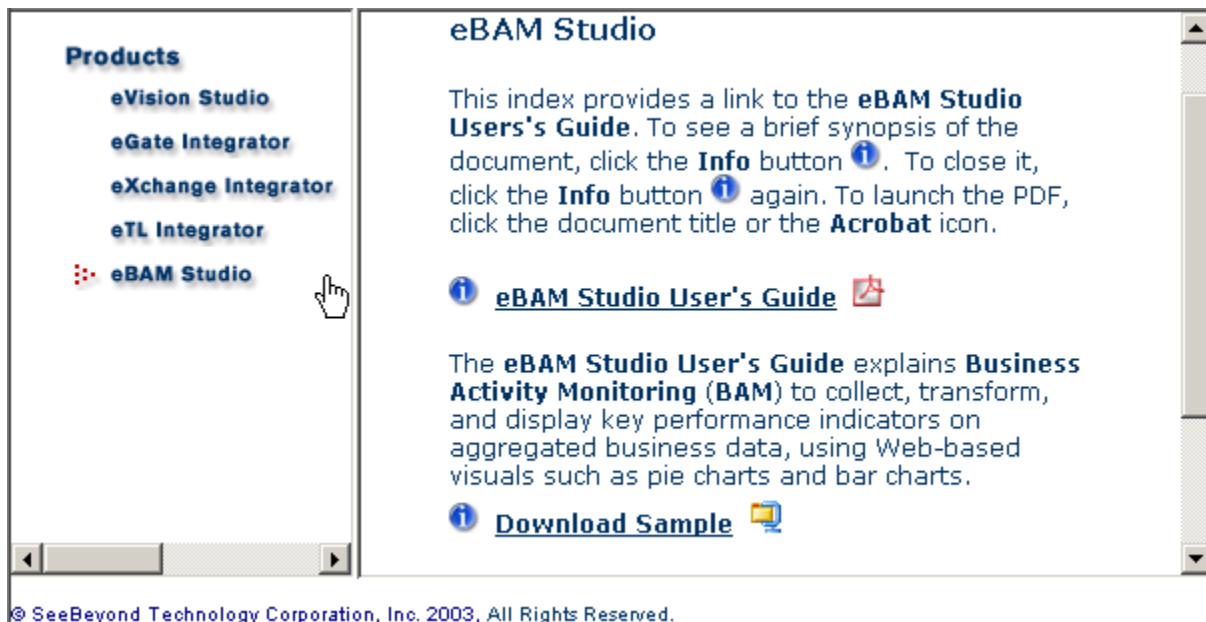 Products
eVision Studio
eGate Integrator
eXchange Integrator
eTL Integrator
eBAM Studio
eBAM Studio
This index provides a link to the eBAM Studio
Users's Guide. To see a brief synopsis of the
document, click the Info button. To close it,
click the Info button again. To launch the PDF,
click the document title or the Acrobat icon.
eBAM Studio User's Guide
The eBAM Studio User's Guide explains Business
Activity Monitoring (BAM) to collect, transform,
and display key performance indicators on
aggregated business data, using Web-based
visuals such as pie charts and bar charts.
Download Sample
© SeeBeyond Technology Corporation, Inc. 2003, All Rights Reserved.